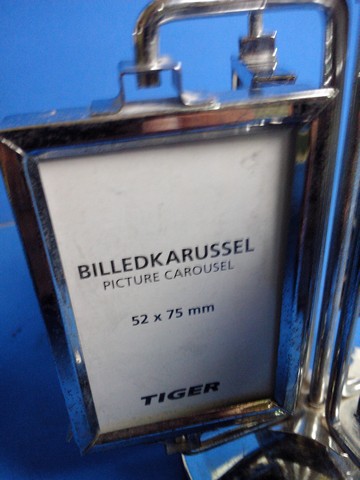 BILLEDKARUSSEL
PICTURE CAROUSEL
52 x 75 mm
TIGER